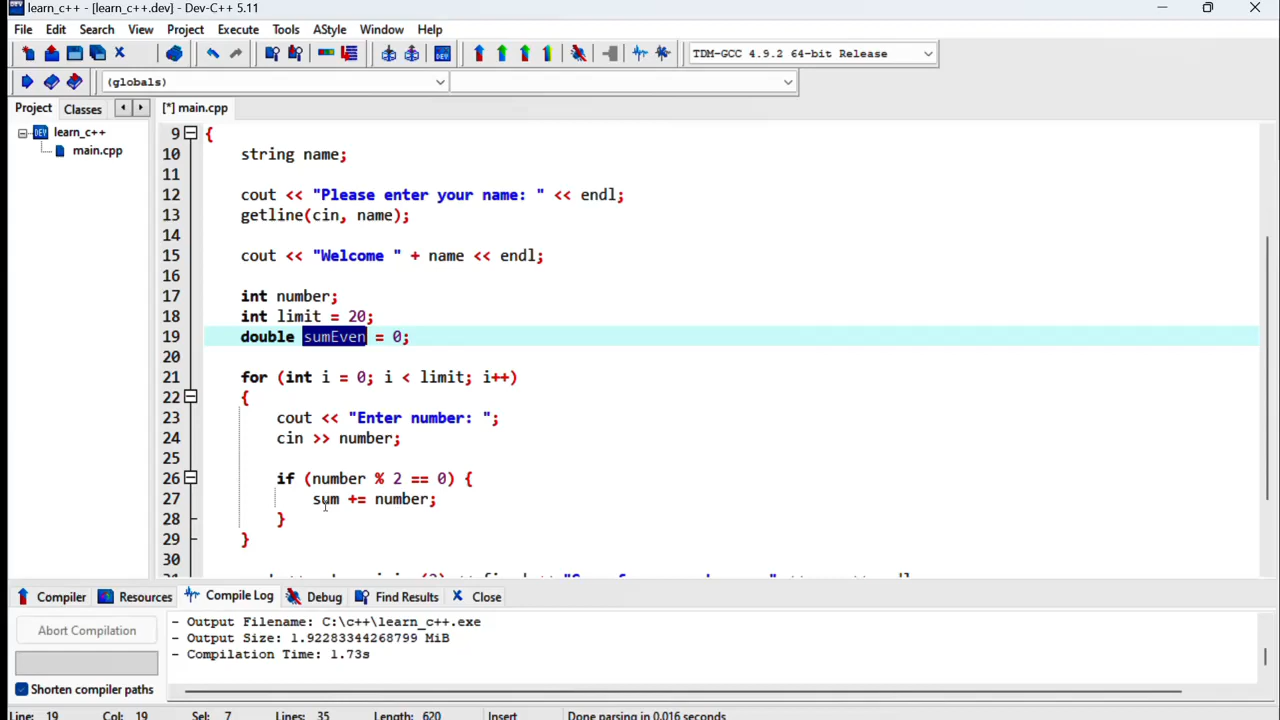 learn_c++ - [learn_c++.dev] - Dev-C++ 5.11
File Edit Search View Project Execute Tools AStyle Window Help
TDM-GCC 4.9.2 64-bit Release
(globals)
Project Classes [*] main.cpp
learn_c++
main.cpp
9 {
10 string name;
11
12 cout << "Please enter your name: " << endl;
13 getline(cin, name);
14
15 cout << "Welcome " + name << endl;
16
17 int number;
18 int limit = 20;
19 double sumEven = 0;
20
21 for (int i = 0; i < limit; i++)
22 {
23 cout << "Enter number: ";
24 cin >> number;
25
26 if (number % 2 == 0) {
27 sum += number;
28 }
29 }
30
Compiler Resources Compile Log Debug Find Results Close
Abort Compilation
Shorten compiler paths
- Output Filename: C:\c++\learn_c++.exe
- Output Size: 1.92283344268799 MiB
- Compilation Time: 1.73s
Line: 19 Col: 19 Sel: 7 Lines: 35 Length: 620 Insert Done parsing in 0.016 seconds